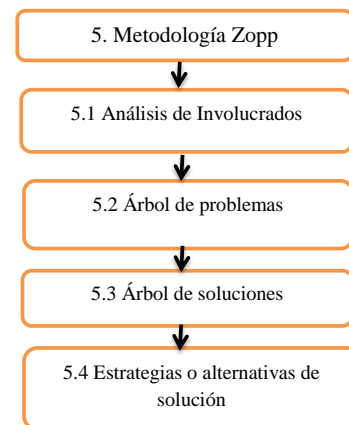 5. Metodología Zopp
5.1 Análisis de Involucrados
5.2 Árbol de problemas
5.3 Árbol de soluciones
5.4 Estrategias o alternativas de
solución